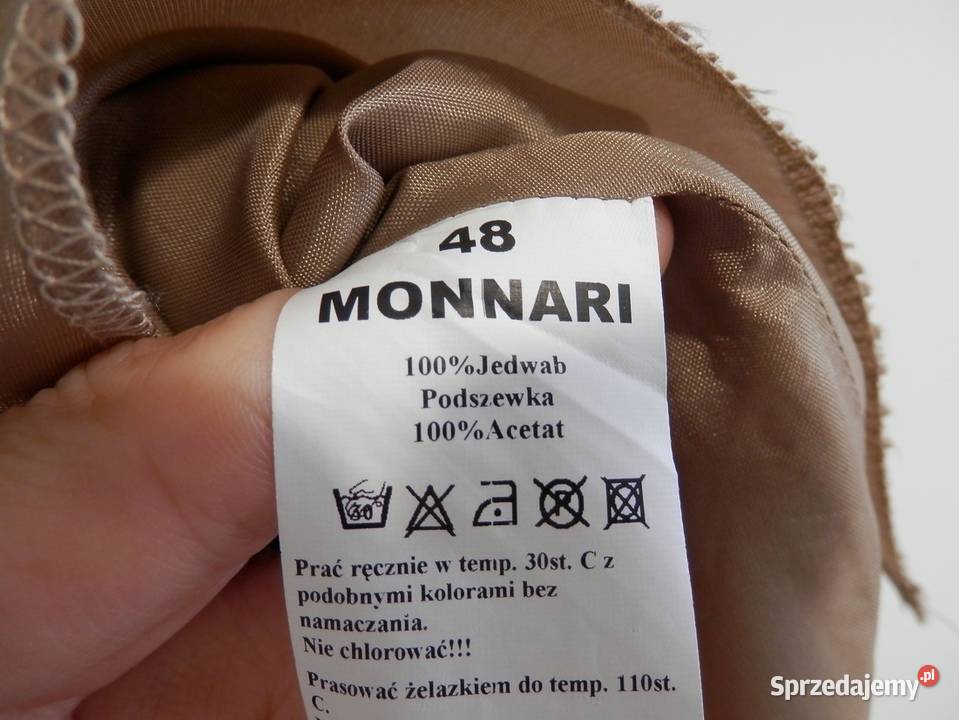 48
MONNARI
100%Jedwab
Podszewka
100%Acetat
Prać ręcznie w temp. 30st. C z
podobnymi kolorami bez
namaczania.
Nie chlorować!!!
Prasować żelazkiem do temp. 110st.
C.
Sprzedajemy.pl